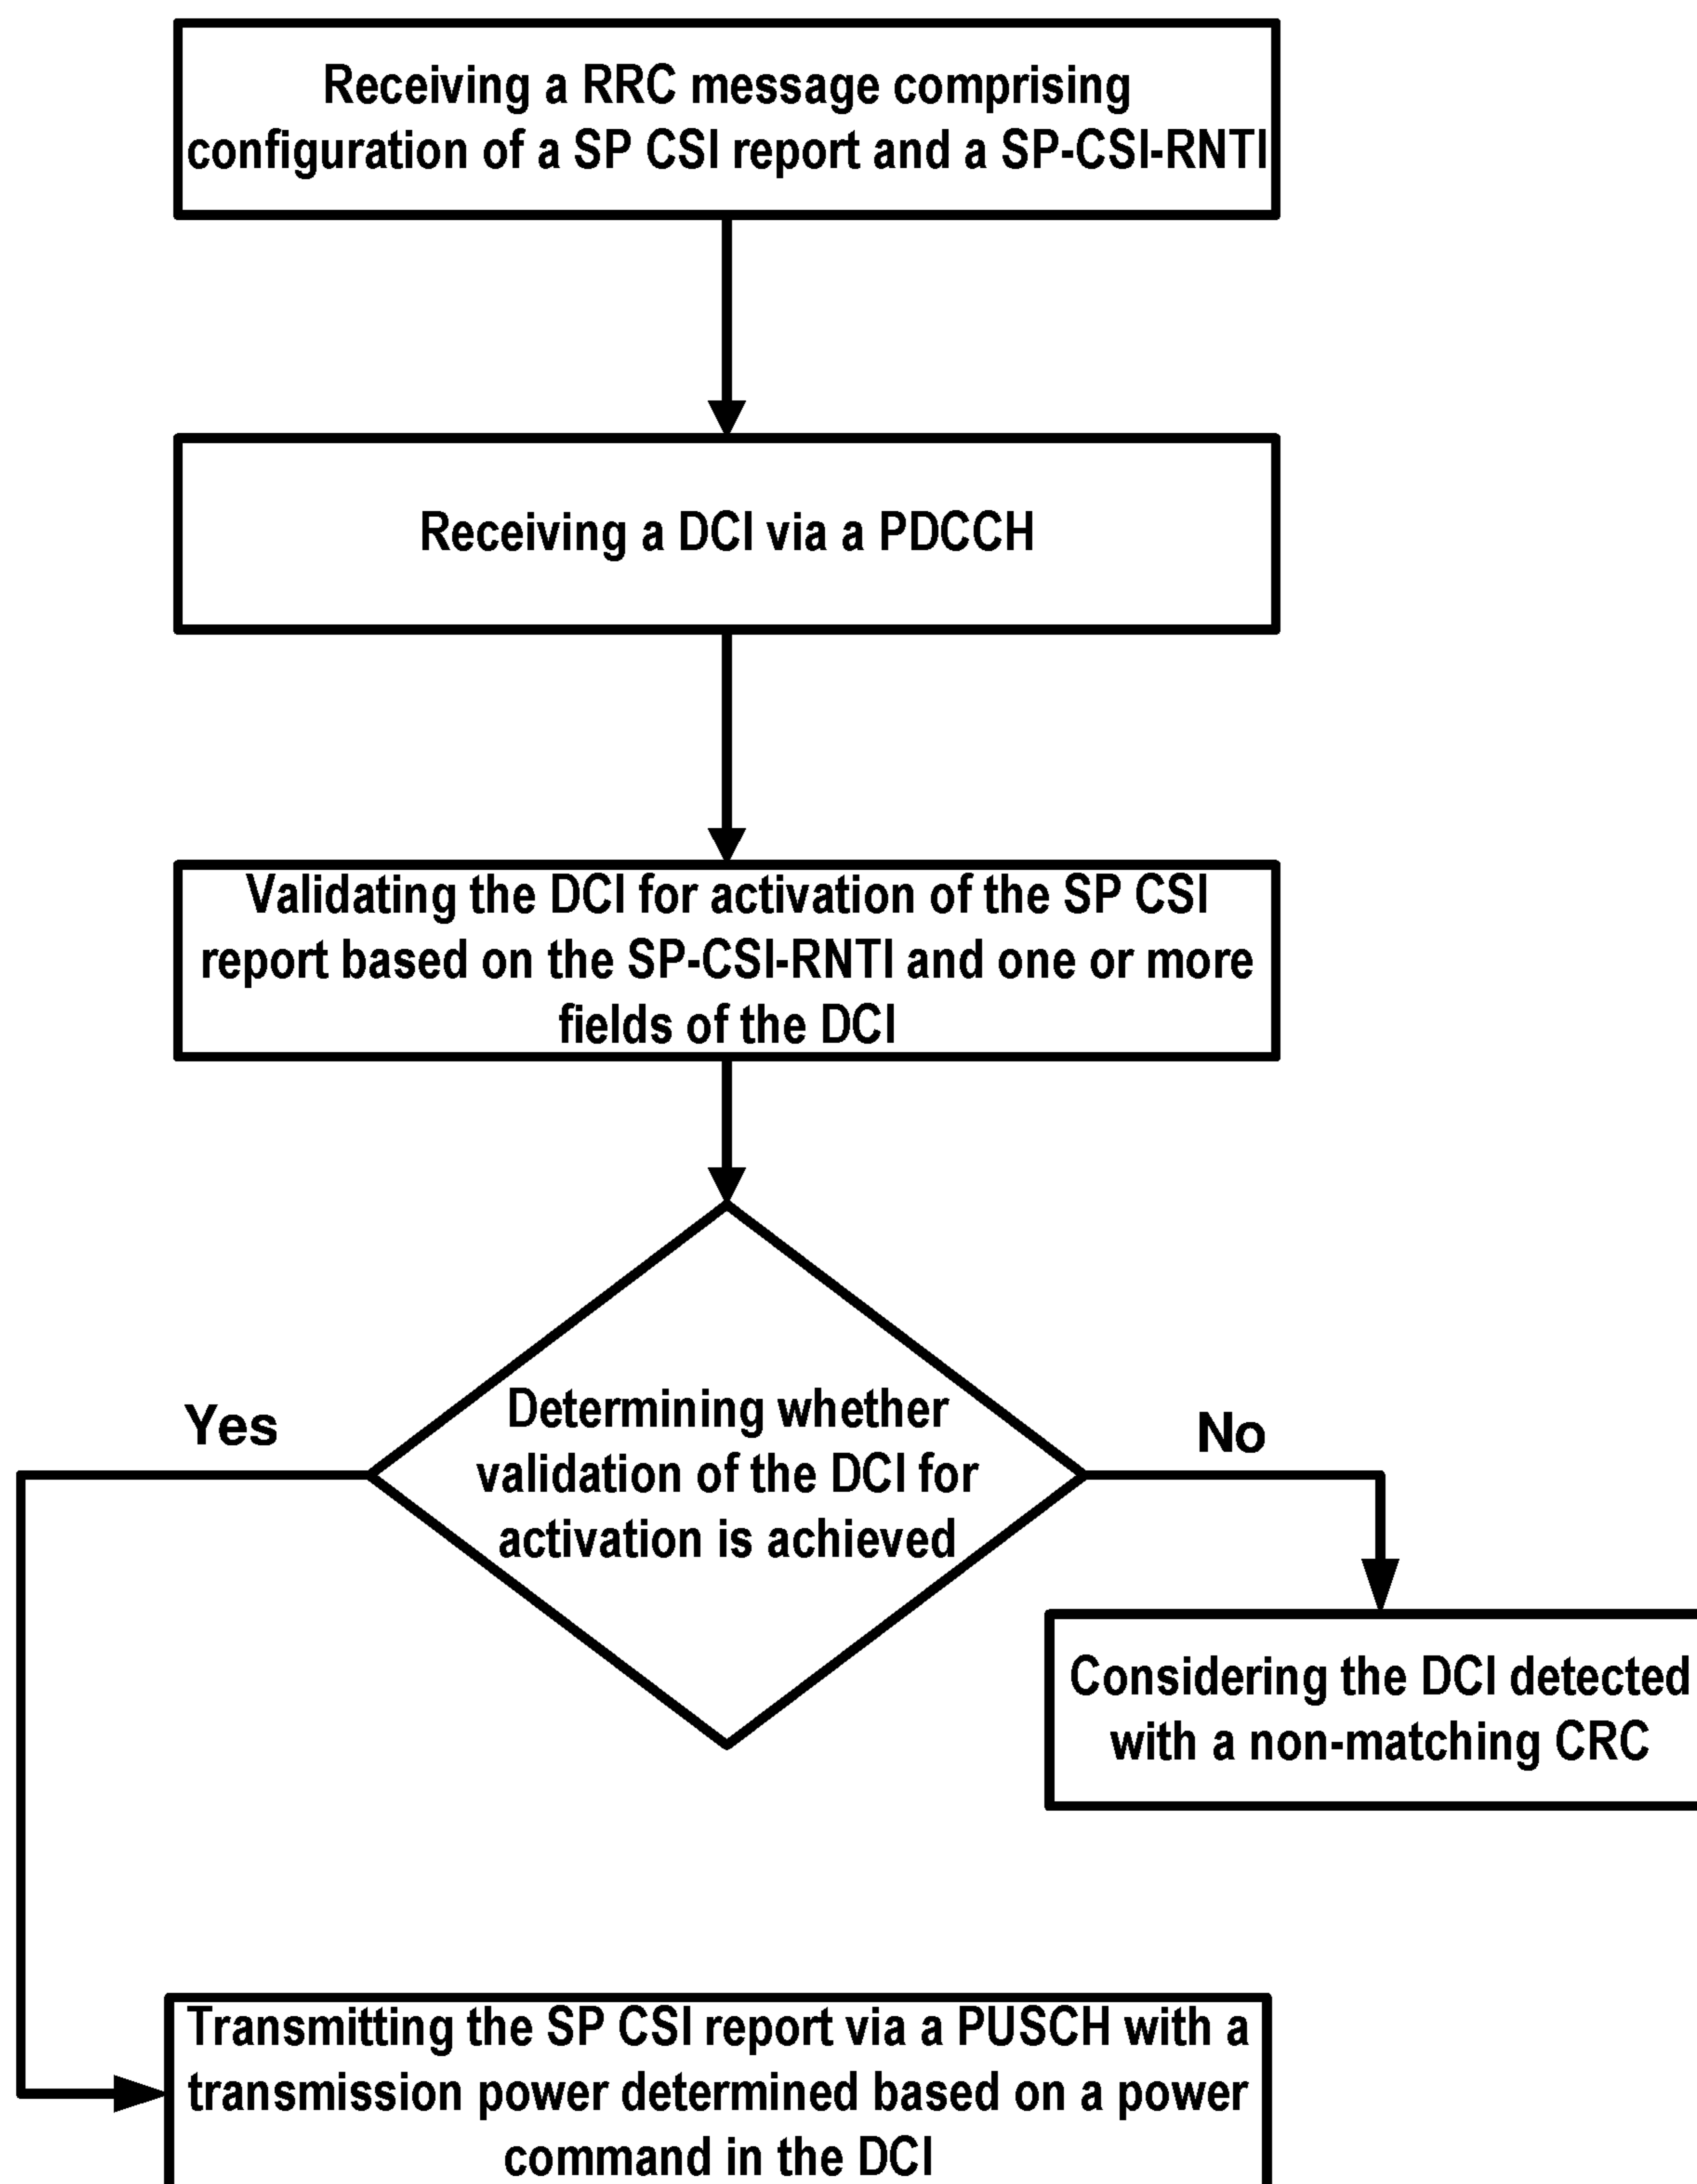 Receiving a RRC message comprising
configuration of a SP CSI report and a SP-CSI-RNTI
Receiving a DCI via a PDCCH
Validating the DCI for activation of the SP CSI
report based on the SP-CSI-RNTI and one or more
fields of the DCI
Determining whether
validation of the DCI for
activation is achieved
Yes
No
Considering the DCI detected
with a non-matching CRC
Transmitting the SP CSI report via a PUSCH with a
transmission power determined based on a power
command in the DCI